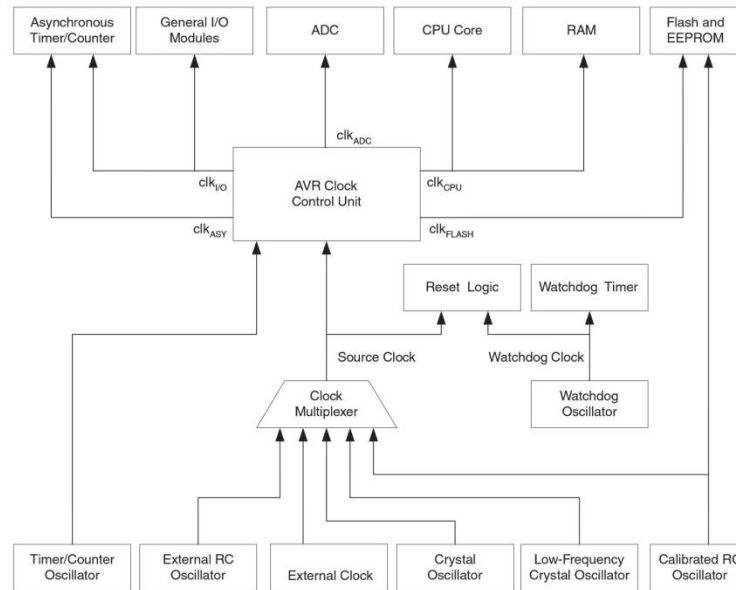 Asynchronous
Timer/Counter
General I/O
Modules
ADC
CPU Core
RAM
Flash and
EEPROM
clkADC
clkI/O
AVR Clock
Control Unit
clkCPU
clkASY
clkFLASH
Reset Logic
Watchdog Timer
Source Clock
Watchdog Clock
Clock
Multiplexer
Watchdog
Oscillator
Timer/Counter
Oscillator
External RC
Oscillator
External Clock
Crystal
Oscillator
Low-Frequency
Crystal Oscillator
Calibrated RC
Oscillator